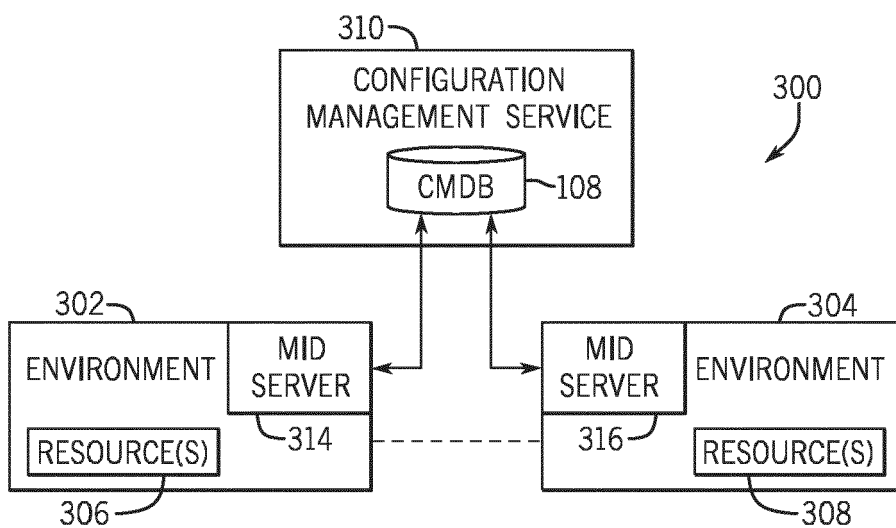 310
CONFIGURATION
MANAGEMENT SERVICE
300
CMDB
108
302
304
ENVIRONMENT
MID
SERVER
MID
SERVER
ENVIRONMENT
314
316
RESOURCE(S)
RESOURCE(S)
306
308